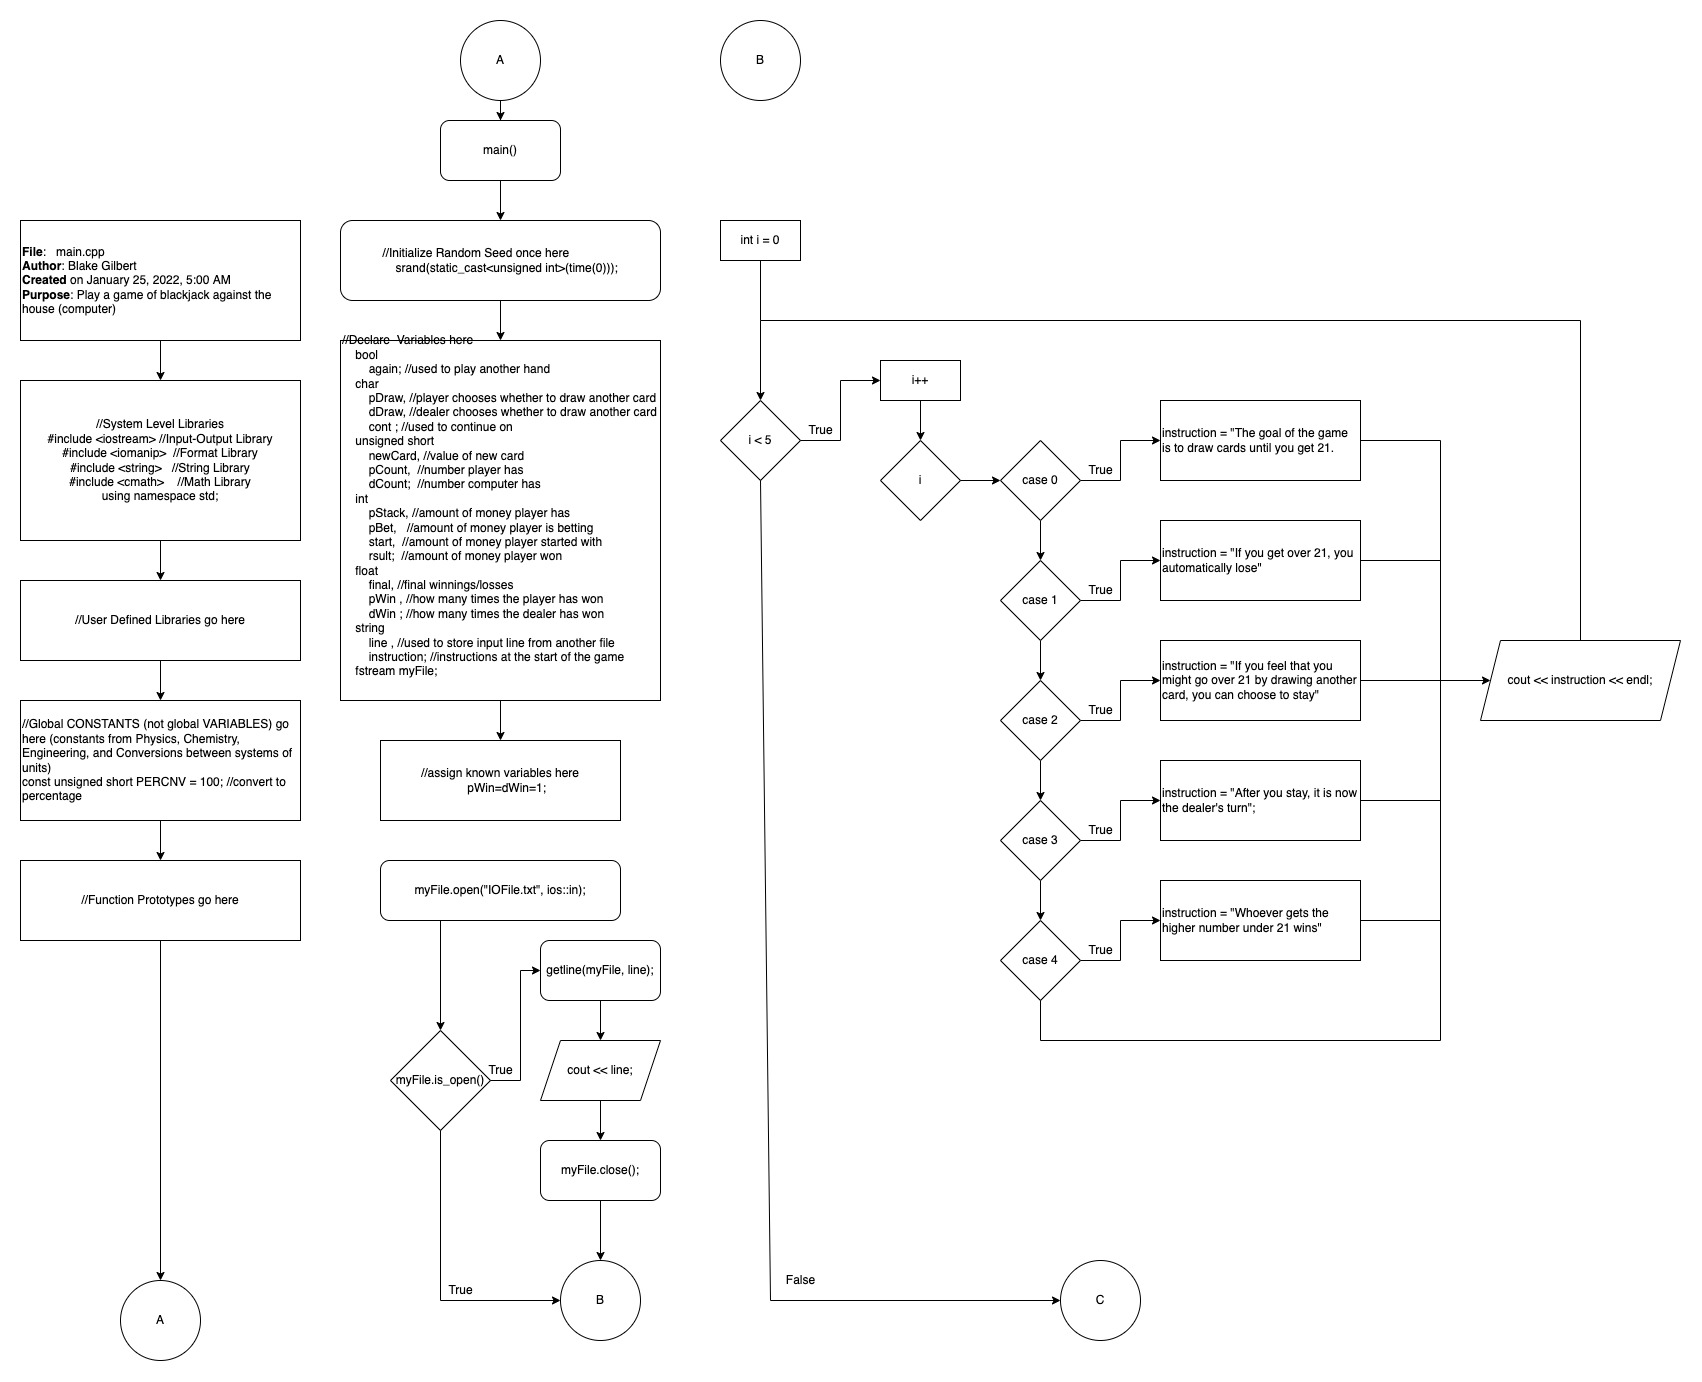 A
main()
B
File:   main.cpp
Author: Blake Gilbert
Created on January 25, 2022, 5:00 AM
Purpose: Play a game of blackjack against the
house (computer)
//System Level Libraries
#include <iostream> //Input-Output Library
#include <iomanip>  //Format Library
#include <string>   //String Library
#include <cmath>    //Math Library
using namespace std;
//User Defined Libraries go here
//Global CONSTANTS (not global VARIABLES) go
here (constants from Physics, Chemistry,
Engineering, and Conversions between systems of
units)
const unsigned short PERCNV = 100; //convert to
percentage
//Function Prototypes go here
A
//Initialize Random Seed once here
srand(static_cast<unsigned int>(time(0)));
//Declare  Variables here
bool
again; //used to play another hand
char
pDraw, //player chooses whether to draw another card
dDraw, //dealer chooses whether to draw another card
cont ; //used to continue on
unsigned short
newCard, //value of new card
pCount,  //number player has
dCount;  //number computer has
int
pStack, //amount of money player has
pBet,   //amount of money player is betting
start,  //amount of money player started with
rsult;  //amount of money player won
float
final, //final winnings/losses
pWin , //how many times the player has won
dWin ; //how many times the dealer has won
string
line , //used to store input line from another file
instruction; //instructions at the start of the game
fstream myFile;
//assign known variables here
pWin=dWin=1;
myFile.open("IOFile.txt", ios::in);
myFile.is_open()
True
getline(myFile, line);
cout << line;
myFile.close();
True
B
int i = 0
i < 5
True
i++
i
case 0
True
instruction = "The goal of the game
is to draw cards until you get 21.
case 1
True
instruction = "If you get over 21, you
automatically lose"
case 2
True
instruction = "If you feel that you
might go over 21 by drawing another
card, you can choose to stay"
case 3
True
instruction = "After you stay, it is now
the dealer's turn";
case 4
True
instruction = "Whoever gets the
higher number under 21 wins"
cout << instruction << endl;
False
C